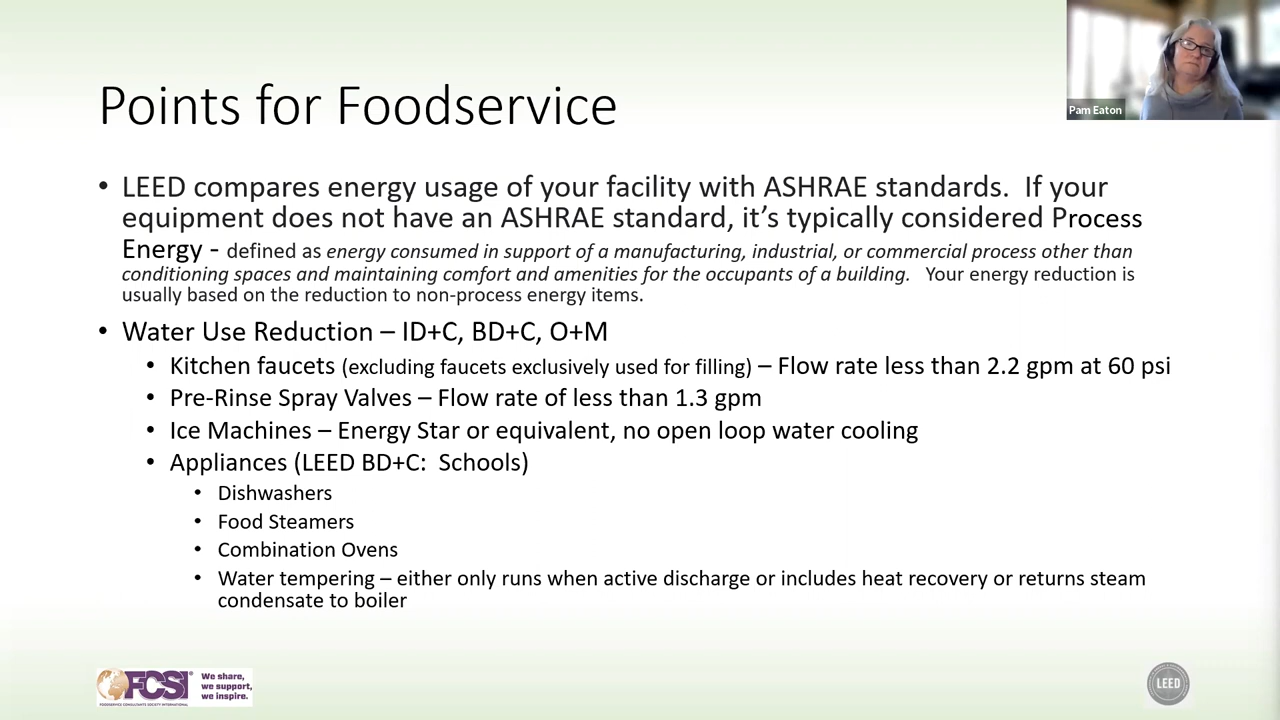 Pam Eaton
Points for Foodservice
• LEED compares energy usage of your facility with ASHRAE standards.  If your
equipment does not have an ASHRAE standard, it’s typically considered Process
Energy - defined as energy consumed in support of a manufacturing, industrial, or commercial process other than
conditioning spaces and maintaining comfort and amenities for the occupants of a building.   Your energy reduction is
usually based on the reduction to non-process energy items.
• Water Use Reduction – ID+C, BD+C, O+M
• Kitchen faucets (excluding faucets exclusively used for filling) – Flow rate less than 2.2 gpm at 60 psi
• Pre-Rinse Spray Valves – Flow rate of less than 1.3 gpm
• Ice Machines – Energy Star or equivalent, no open loop water cooling
• Appliances (LEED BD+C:  Schools)
• Dishwashers
• Food Steamers
• Combination Ovens
• Water tempering – either only runs when active discharge or includes heat recovery or returns steam
condensate to boiler
FCSI®
FOODSERVICE CONSULTANTS SOCIETY INTERNATIONAL
We share,
we support,
we inspire.
LEED